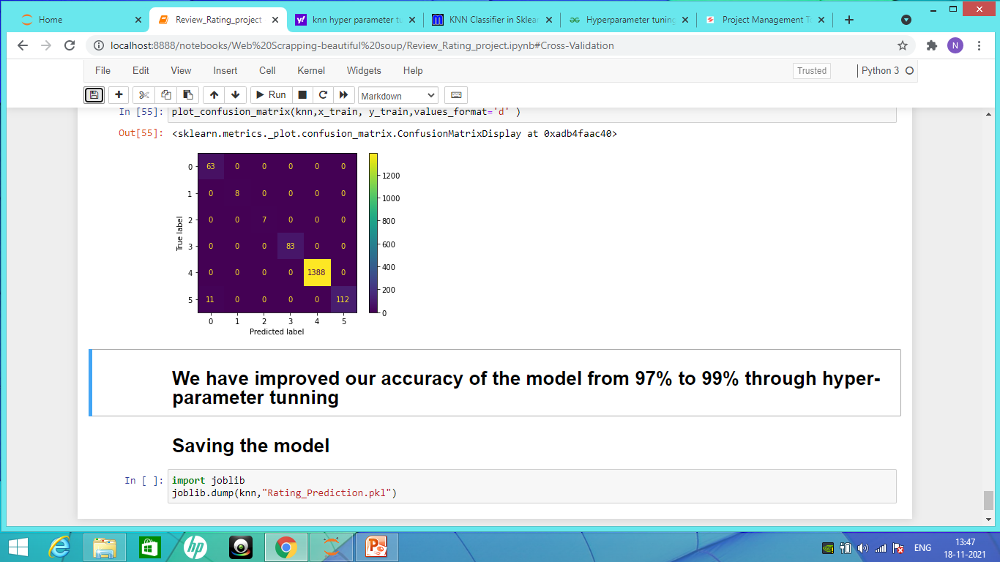 Home
Review_Rating_project
knn hyper parameter tu
KNN Classifier in Sklear
Hyperparameter tuning
Project Management T
localhost:8888/notebooks/Web%20Scrapping-beautiful%20soup/Review_Rating_project.ipynb#Cross-Validation
N
File Edit View Insert Cell Kernel Widgets Help
Trusted
Python 3
Run
Markdown
In [55]: plot_confusion_matrix(knn,x_train, y_train,values_format='d' )
Out[55]: <sklearn.metrics._plot.confusion_matrix.ConfusionMatrixDisplay at 0xadb4faac40>
True label
0 63 0 0 0 0 0
1 0 8 0 0 0 0
2 0 0 7 0 0 0
3 0 0 0 83 0 0
4 0 0 0 0 1388 0
5 11 0 0 0 0 112
0 1 2 3 4 5
Predicted label
1200
1000
800
600
400
200
0
We have improved our accuracy of the model from 97% to 99% through hyper-
parameter tunning
Saving the model
In [ ]: import joblib
joblib.dump(knn,"Rating_Prediction.pkl")
hp
ENG
13:47
18-11-2021